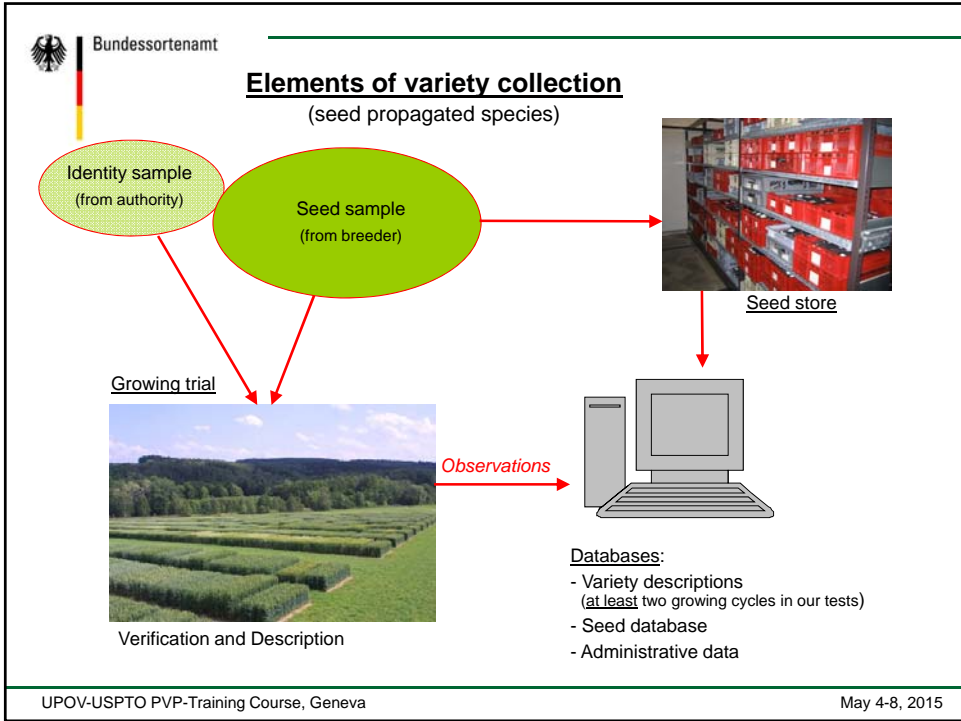 Bundessortenamt
Elements of variety collection
(seed propagated species)
Identity sample
(from authority)
Seed sample
(from breeder)
Seed store
Growing trial
Observations
Verification and Description
Databases:
- Variety descriptions
(at least two growing cycles in our tests)
- Seed database
- Administrative data
UPOV-USPTO PVP-Training Course, Geneva
May 4-8, 2015